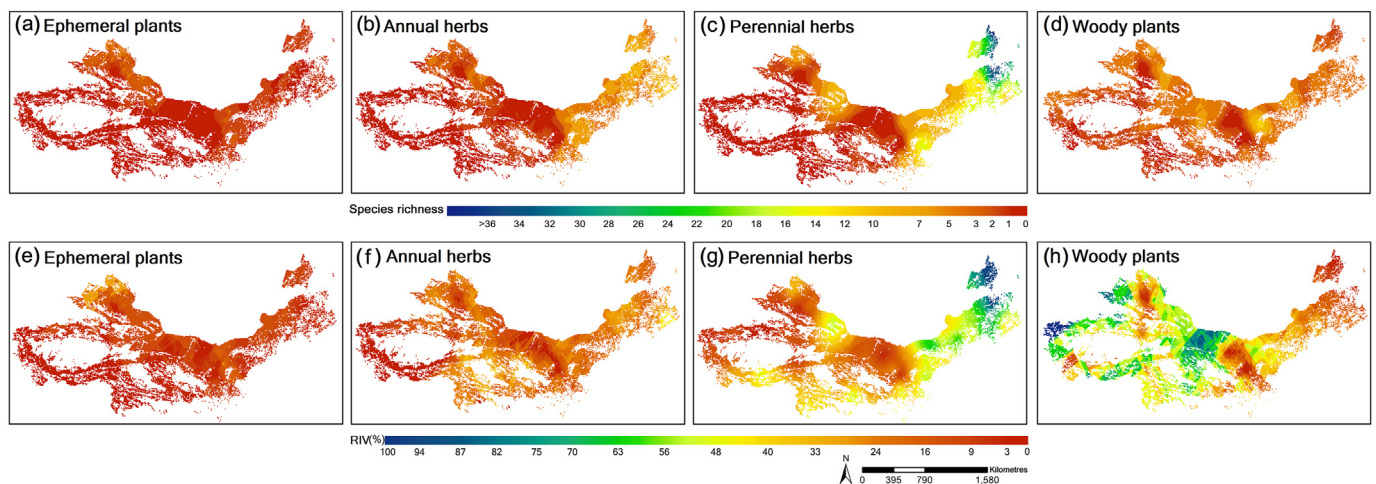 (a) Ephemeral plants
(b) Annual herbs
(c) Perennial herbs
(d) Woody plants
Species richness
>36 34 32 30 28 26 24 22 20 18 16 14 12 10 7 5 3 2 1 0
(e) Ephemeral plants
(f) Annual herbs
(g) Perennial herbs
(h) Woody plants
RIV(%)
100 94 87 82 75 70 63 56 48 40 33 24 16 9 3 0
N
Kilometres
0 395 790 1,580